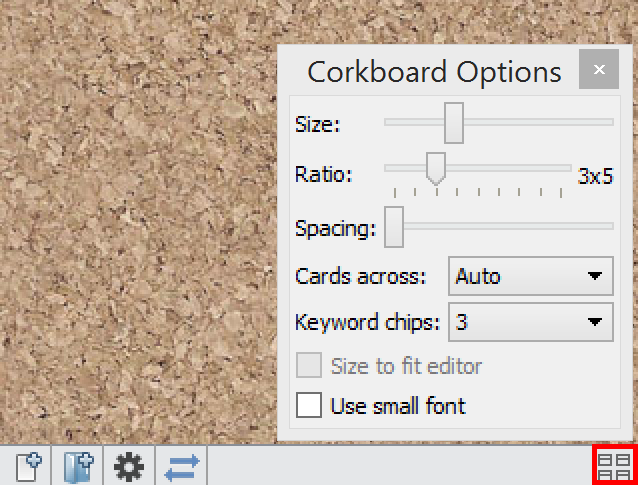 Corkboard Options
Size:
Ratio: 3x5
Spacing:
Cards across: Auto
Keyword chips: 3
Size to fit editor
Use small font